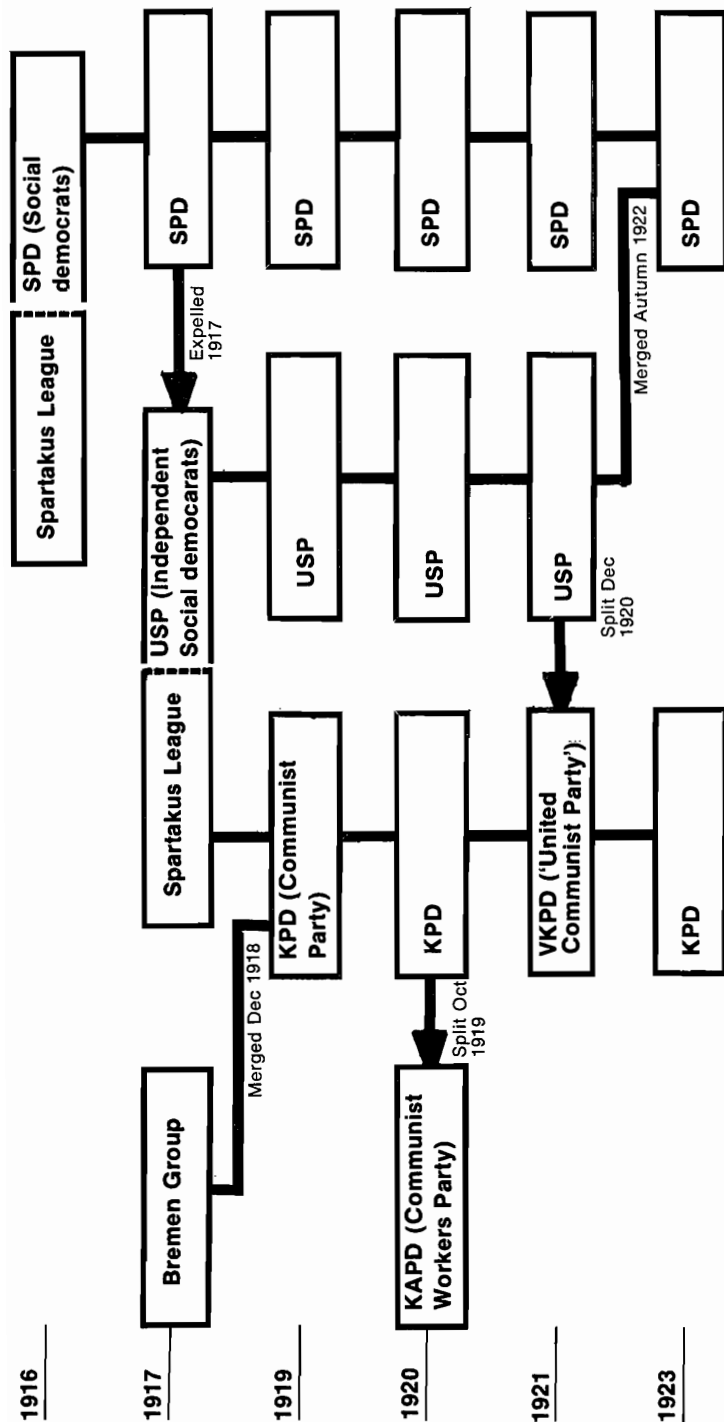 1916
Spartakus League
SPD (Social
democrats)
1917
Bremen Group
Spartakus League
USP (Independent
Social democarats)
Expelled
1917
SPD
Merged Dec 1918
1919
KPD (Communist
Party)
USP
SPD
1920
KAPD (Communist
Workers Party)
Split Oct
1919
KPD
USP
SPD
1921
VKPD ('United
Communist Party')
Split Dec
1920
USP
SPD
Merged Autumn 1922
1923
KPD
SPD